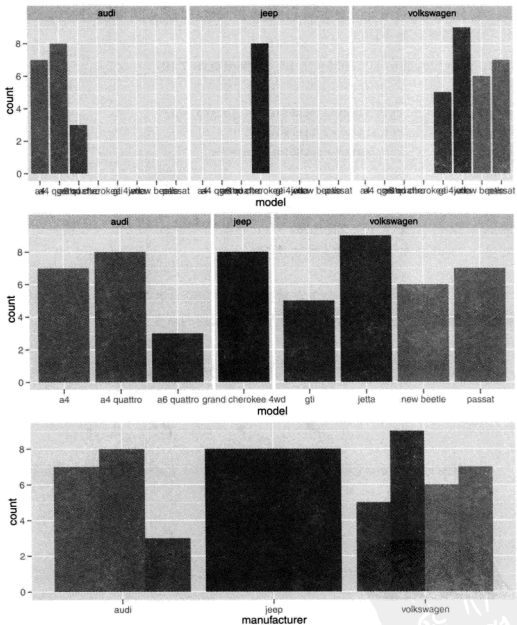 audi jeep volkswagen
8
6
4
2
0
count
model
audi jeep volkswagen
8
6
4
2
0
count
a4 a4 quattro a6 quattro grand cherokee 4wd gti jetta new beetle passat
model
8
6
4
2
0
count
audi jeep volkswagen
manufacturer